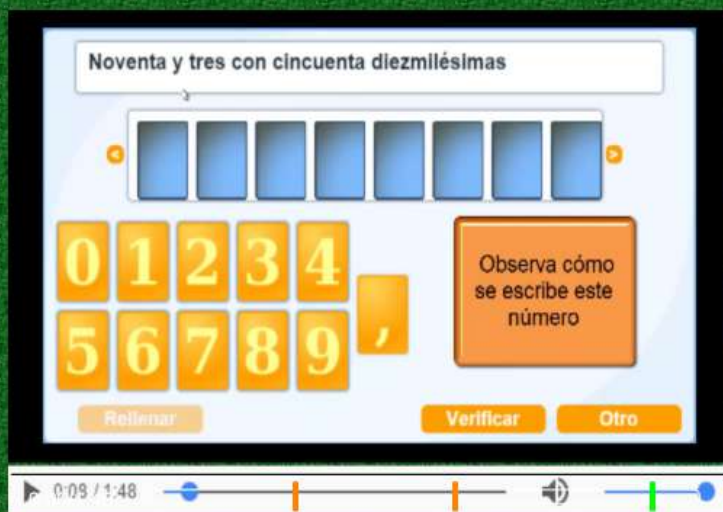 Noventa y tres con cincuenta diezmilésimas
< >
0 1 2 3 4
,
5 6 7 8 9
Observa cómo
se escribe este
número
Rellenar Verificar Otro
0:09 / 1:48